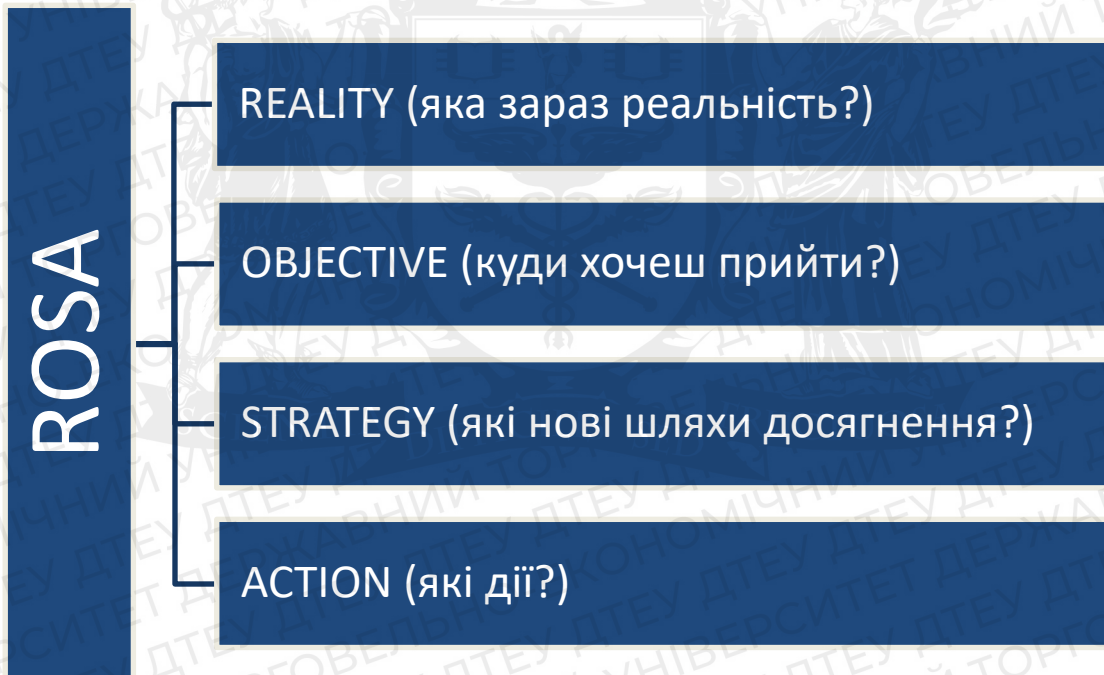 ROSA
REALITY (яка зараз реальність?)
OBJECTIVE (куди хочеш прийти?)
STRATEGY (які нові шляхи досягнення?)
ACTION (які дії?)